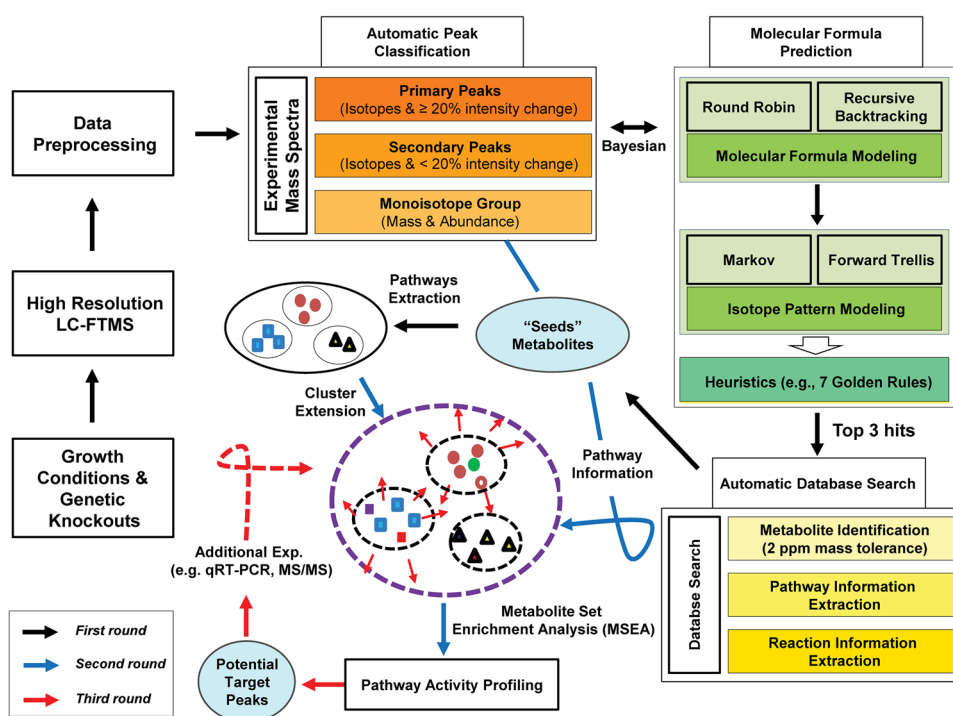 Automatic Peak
Classification
Molecular Formula
Prediction
Data
Preprocessing
Experimental
Mass Spectra
Primary Peaks
(Isotopes & ≥ 20% intensity change)
Secondary Peaks
(Isotopes & < 20% intensity change)
Monoisotope Group
(Mass & Abundance)
Bayesian
Round Robin
Recursive
Backtracking
Molecular Formula Modeling
Markov
Forward Trellis
Isotope Pattern Modeling
Heuristics (e.g., 7 Golden Rules)
Top 3 hits
High Resolution
LC-FTMS
Pathways
Extraction
"Seeds"
Metabolites
Cluster
Extension
Pathway
Information
Growth
Conditions &
Genetic
Knockouts
Automatic Database Search
Databse Search
Metabolite Identification
(2 ppm mass tolerance)
Pathway Information
Extraction
Reaction Information
Extraction
Additional Exp.
(e.g. qRT-PCR, MS/MS)
Metabolite Set
Enrichment Analysis (MSEA)
First round
Second round
Third round
Potential
Target
Peaks
Pathway Activity Profiling